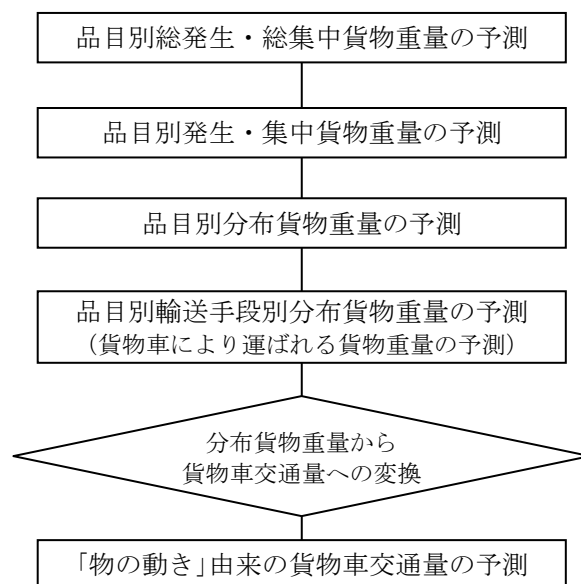 品目別総発生・総集中貨物重量の予測
品目別発生・集中貨物重量の予測
品目別分布貨物重量の予測
品目別輸送手段別分布貨物重量の予測
（貨物車により運ばれる貨物重量の予測）
分布貨物重量から
貨物車交通量への変換
「物の動き」由来の貨物車交通量の予測